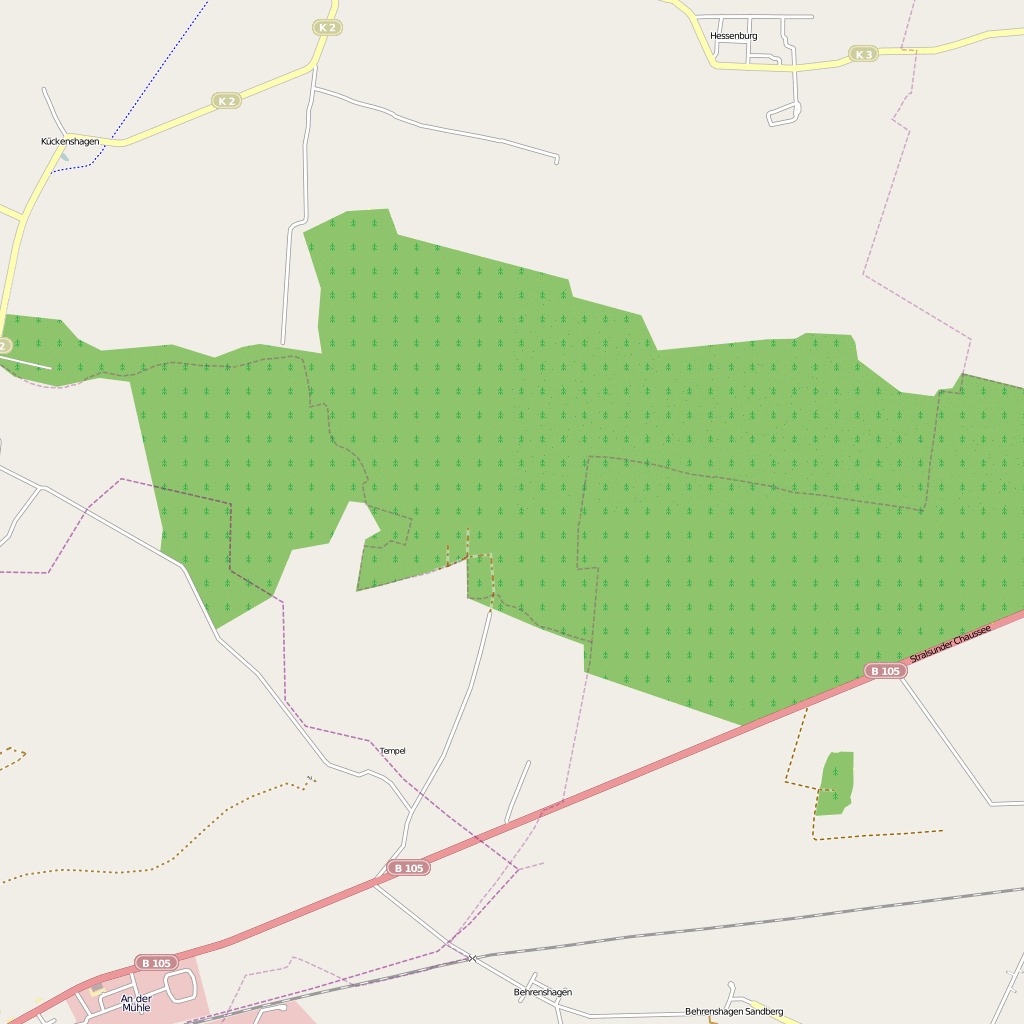 K 2
Hessenburg
K 3
K 2
Kückenshagen
2
Stralsunder Chaussee
B 105
Tempel
B 105
B 105
An der
Mühle
Behrenshagen
Behrenshagen Sandberg